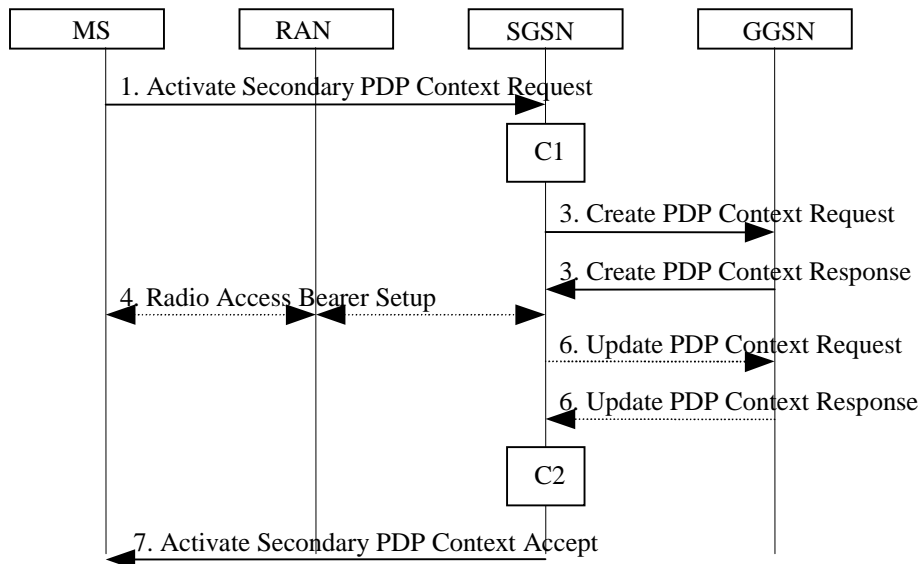 MS RAN SGSN GGSN
1. Activate Secondary PDP Context Request
C1
3. Create PDP Context Request
3. Create PDP Context Response
4. Radio Access Bearer Setup
6. Update PDP Context Request
6. Update PDP Context Response
C2
7. Activate Secondary PDP Context Accept